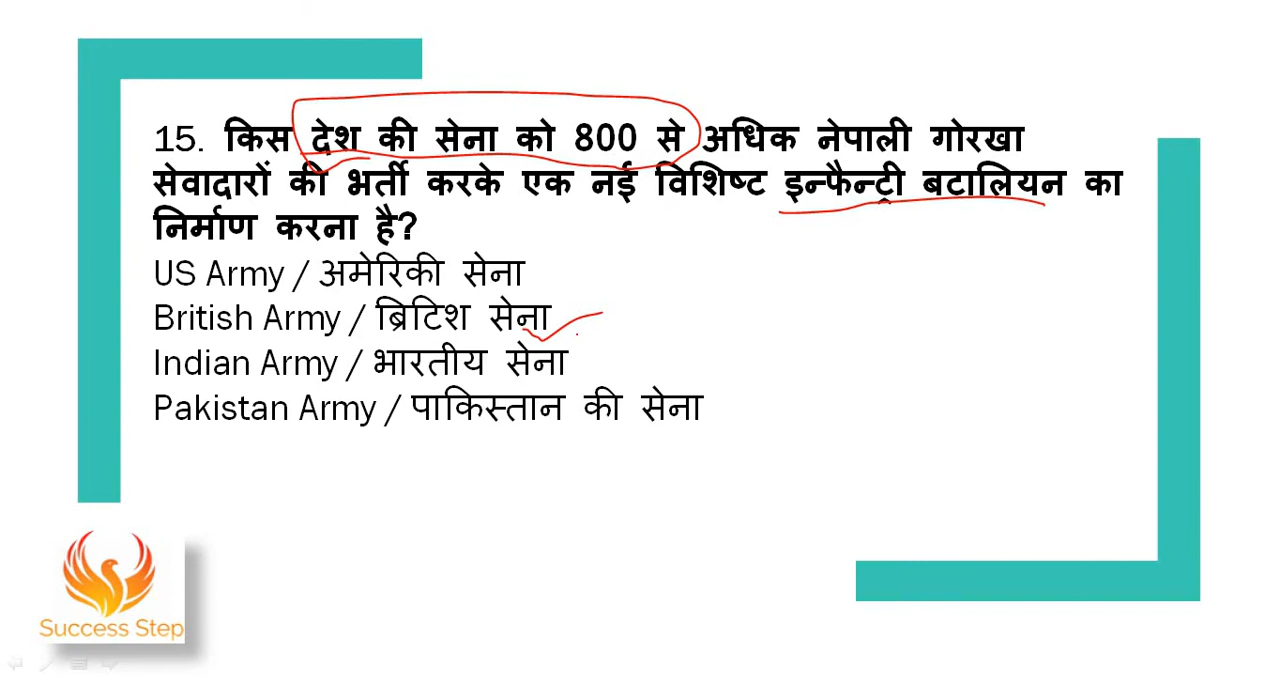 15. किस देश की सेना को 800 से अधिक नेपाली गोरखा
सेवादारों की भर्ती करके एक नई विशिष्ट इन्फैन्ट्री बटालियन का
निर्माण करना है?
US Army / अमेरिकी सेना
British Army / ब्रिटिश सेना
Indian Army / भारतीय सेना
Pakistan Army / पाकिस्तान की सेना
Success Step